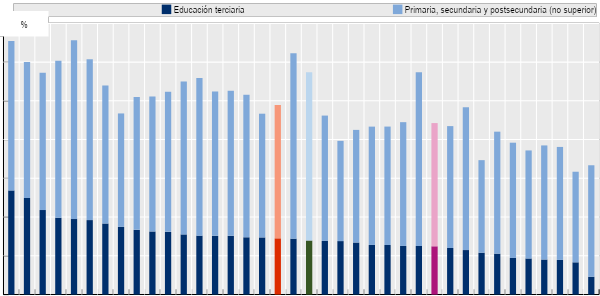 Educación terciaria
Primaria, secundaria y postsecundaria (no superior)
%